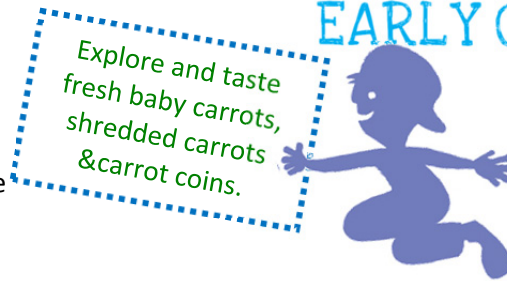 EARLY
Explore and taste
fresh baby carrots,
shredded carrots
&carrot coins.
e